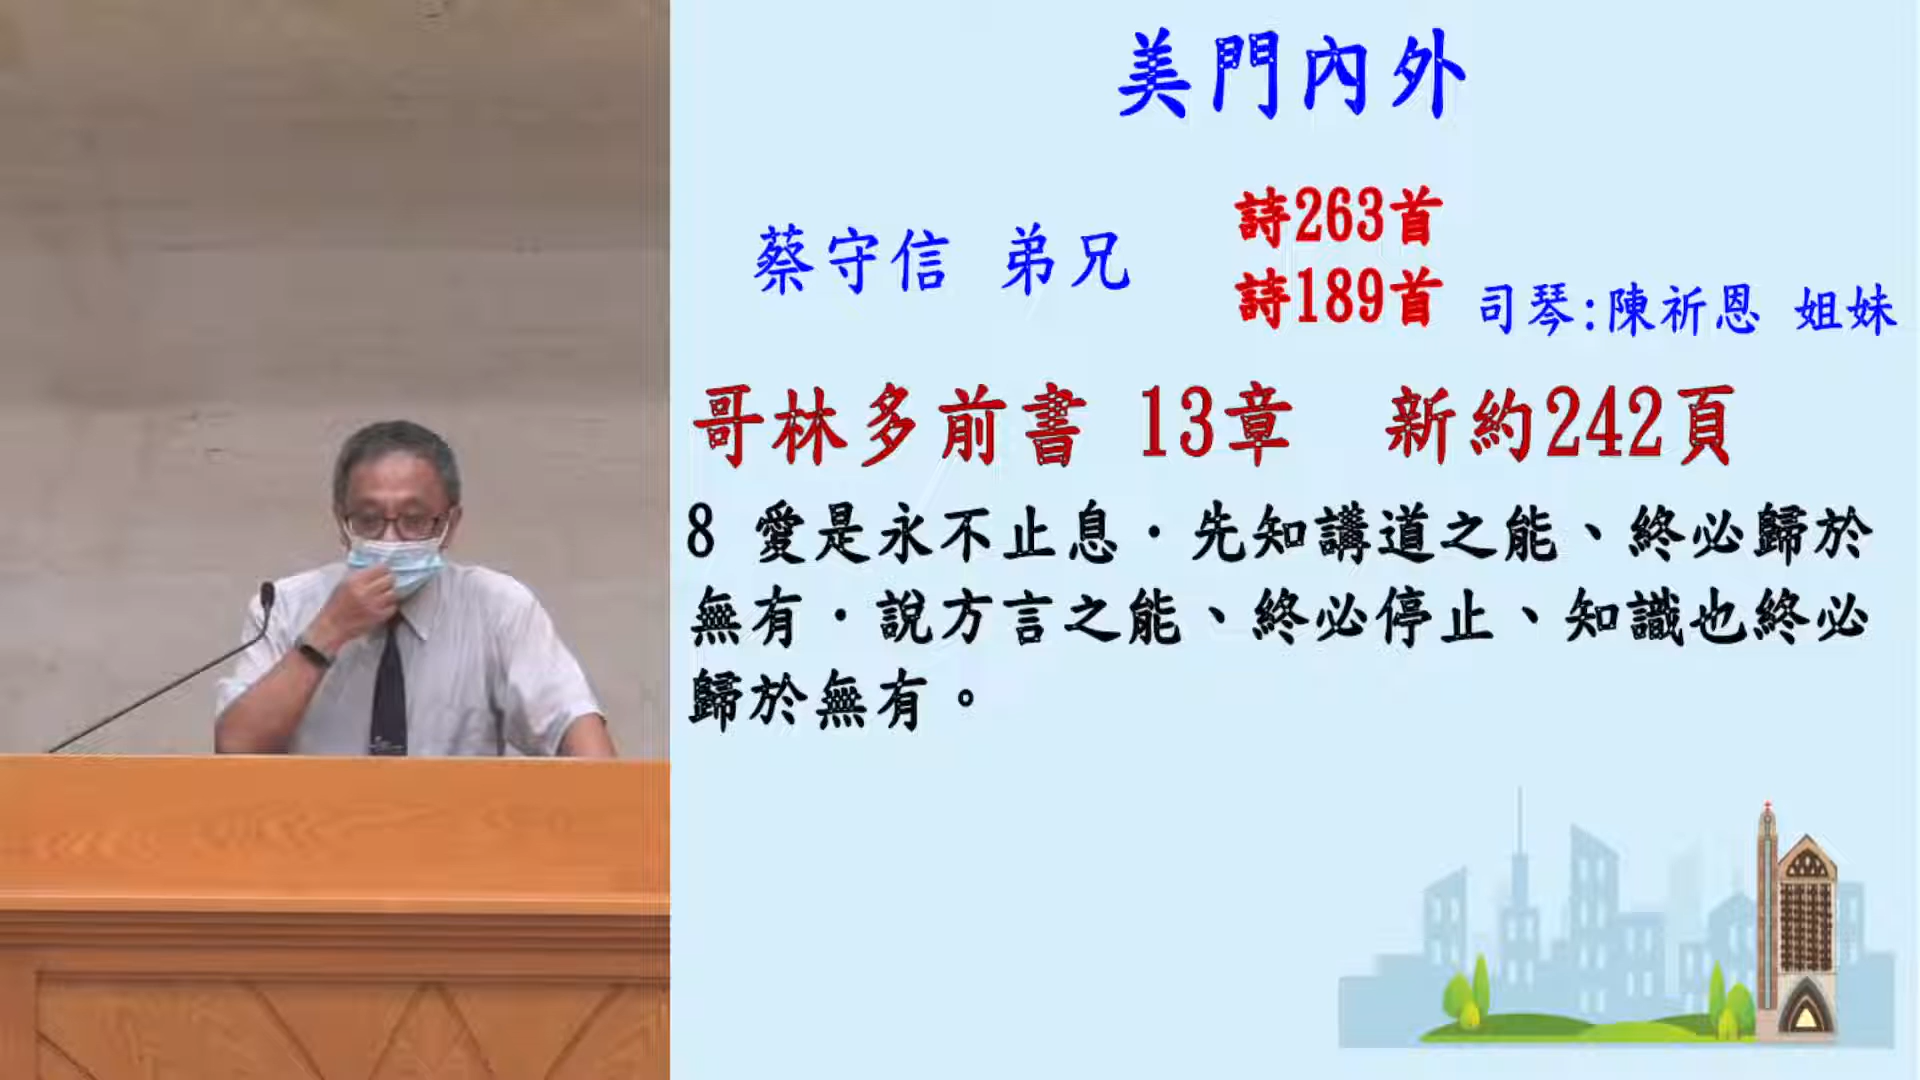 美門內外
詩263首
蔡守信 弟兄
詩189首 司琴:陳祈恩 姐妹
哥林多前書 13章 新約242頁
8 愛是永不止息．先知講道之能、終必歸於
無有．說方言之能、終必停止、知識也終必
歸於無有。